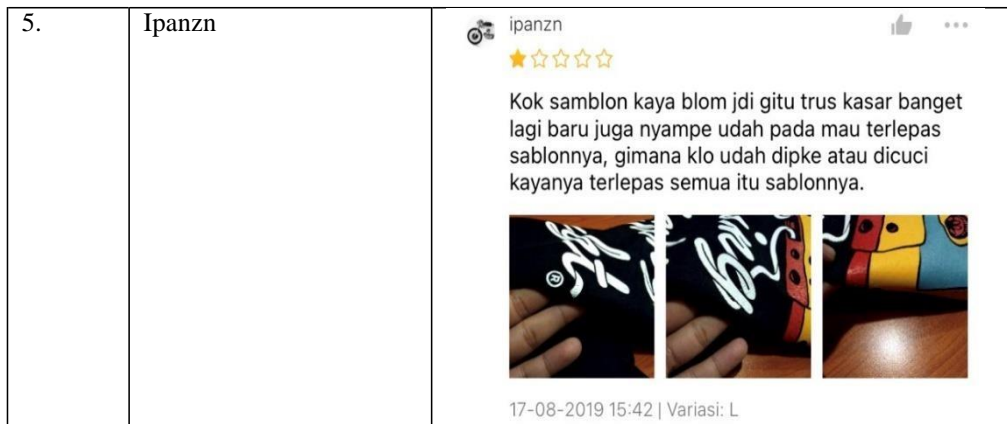 5.
Ipanzn
ipanzn
Kok samblon kaya blom jdi gitu trus kasar banget
lagi baru juga nyampe udah pada mau terlepas
sablonnya, gimana klo udah dipke atau dicuci
kayanya terlepas semua itu sablonnya.
®
17-08-2019 15:42 | Variasi: L